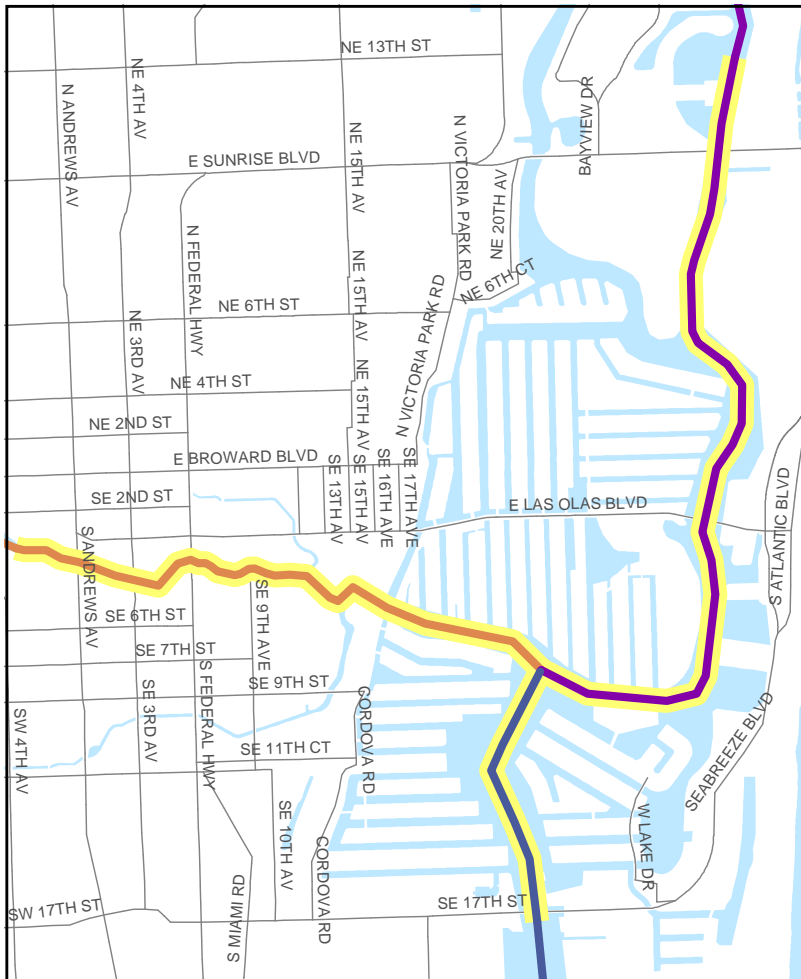 NE 13TH ST
NE 4TH AV
N ANDREWS AV
BAYVIEW DR
N VICTORIA PARK RD
NE 15TH AV
E SUNRISE BLVD
NE 20TH AV
N FEDERAL HWY
NE 15TH AV
NE 6TH CT
NE 6TH ST
NE 3RD AV
N VICTORIA PARK RD
NE 15TH AV
NE 4TH ST
NE 2ND ST
E BROWARD BLVD
SE 13TH AV
SE 15TH AV
SE 16TH AVE
SE 17TH AVE
SE 2ND ST
E LAS OLAS BLVD
S ATLANTIC BLVD
S ANDREWS AV
SE 9TH AVE
SE 6TH ST
SE 7TH ST
SE 9TH ST
SE 3RD AV
S FEDERAL HWY
CORDOVA RD
SW 4TH AV
SE 11TH CT
SEABREEZE BLVD
SE 10TH AV
CORDOVA RD
W LAKE DR
S MIAMI RD
SW 17TH ST
SE 17TH ST